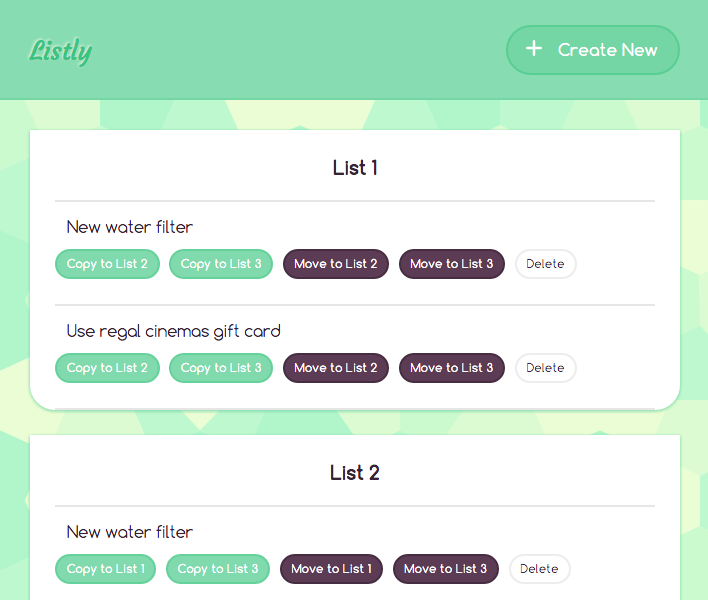 Listly
+ Create New
List 1
New water filter
Copy to List 2 Copy to List 3 Move to List 2 Move to List 3 Delete
Use regal cinemas gift card
Copy to List 2 Copy to List 3 Move to List 2 Move to List 3 Delete
List 2
New water filter
Copy to List 1 Copy to List 3 Move to List 1 Move to List 3 Delete